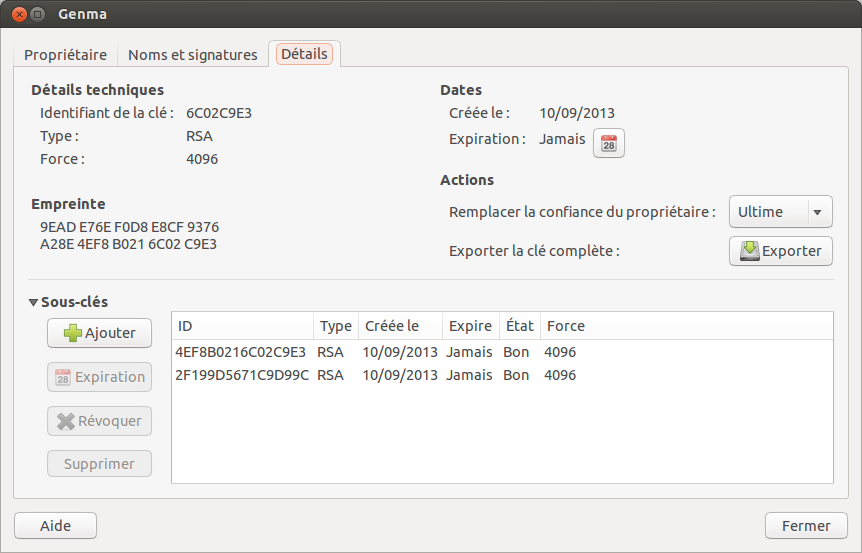 Genma
Propriétaire Noms et signatures Détails
Détails techniques
Identifiant de la clé : 6C02C9E3
Type : RSA
Force : 4096
Empreinte
9EAD E76E F0D8 E8CF 9376
A28E 4EF8 B021 6C02 C9E3
Dates
Créée le : 10/09/2013
Expiration : Jamais 28
Actions
Remplacer la confiance du propriétaire : Ultime
Exporter la clé complète : Exporter
Sous-clés
Ajouter
28 Expiration
Révoquer
Supprimer
ID Type Créée le Expire État Force
4EF8B0216C02C9E3 RSA 10/09/2013 Jamais Bon 4096
2F199D5671C9D99C RSA 10/09/2013 Jamais Bon 4096
Aide Fermer